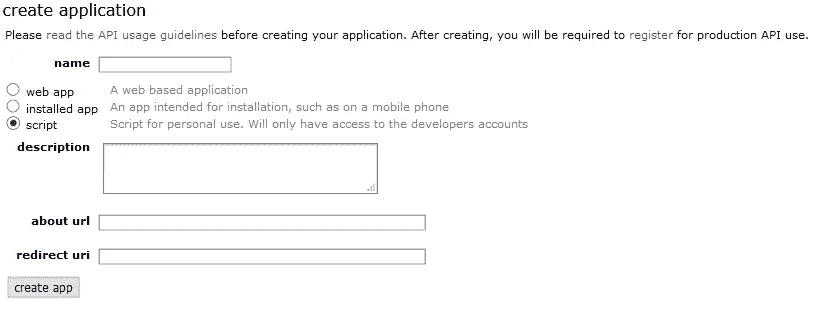 create application
Please read the API usage guidelines before creating your application. After creating, you will be required to register for production API use.
name
web app A web based application
installed app An app intended for installation, such as on a mobile phone
script Script for personal use. Will only have access to the developers accounts
description
about url
redirect uri
create app